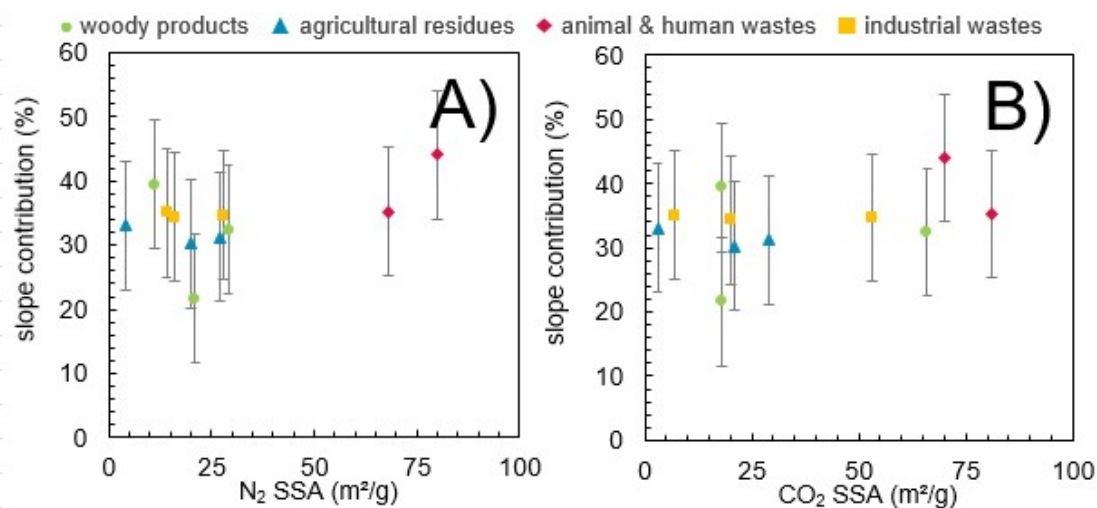 woody products agricultural residues animal & human wastes industrial wastes
A)
slope contribution (%)
60
50
40
30
20
10
0
0 25 50 75 100
N₂ SSA (m²/g)
B)
slope contribution (%)
60
50
40
30
20
10
0
0 25 50 75 100
CO₂ SSA (m²/g)